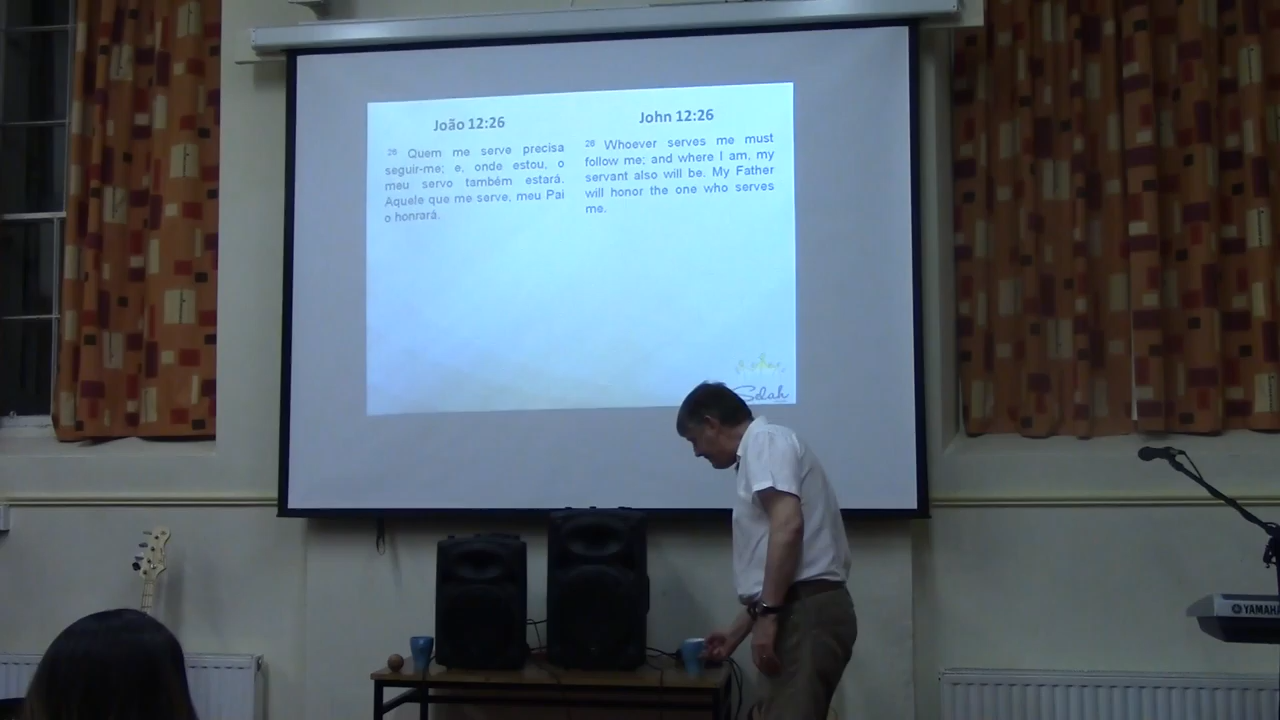 João 12:26
26 Quem me serve precisa
seguir-me; e, onde estou, o
meu servo também estará.
Aquele que me serve, meu Pai
o honrará.
John 12:26
26 Whoever serves me must
follow me; and where I am, my
servant also will be. My Father
will honor the one who serves
me.
Selah
YAMAHA